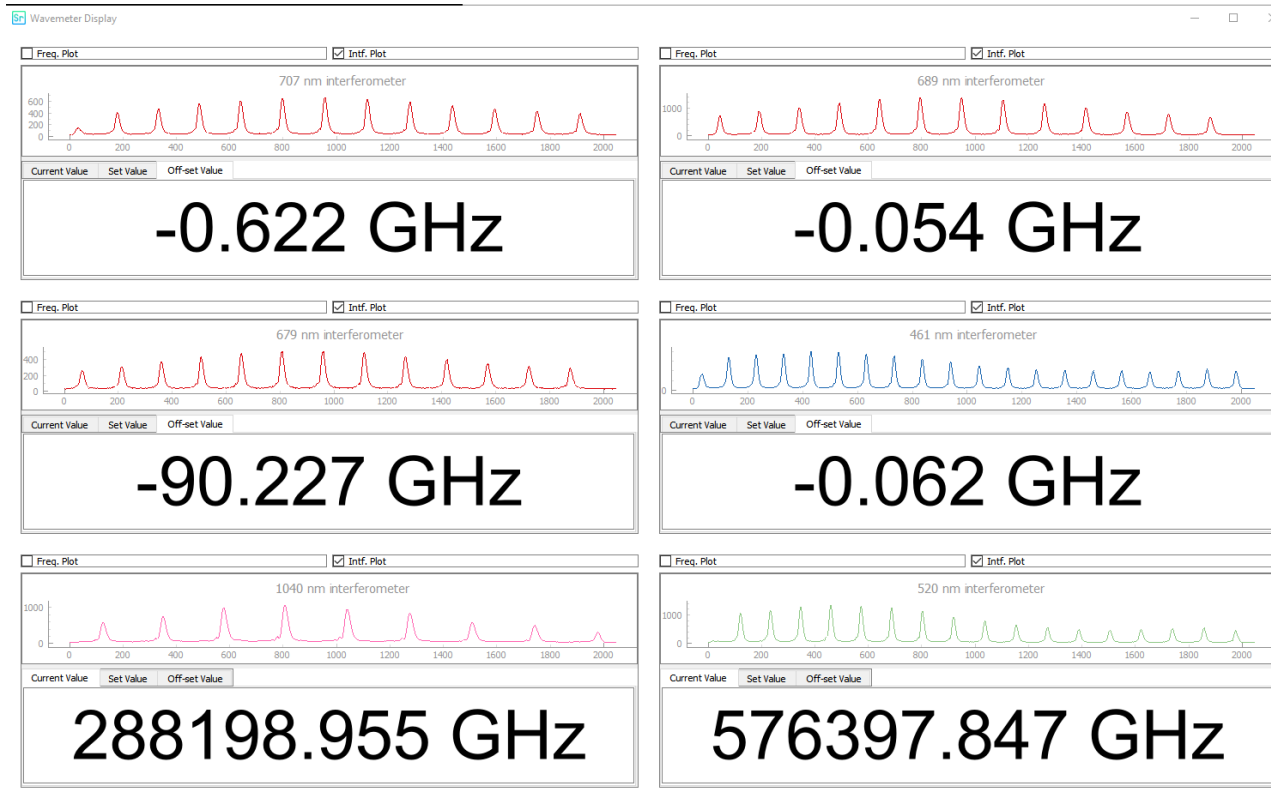 Sr Wavemeter Display
Freq. Plot Intf. Plot
707 nm interferometer
600
400
200
0
0 200 400 600 800 1000 1200 1400 1600 1800 2000
Current Value Set Value Off-set Value
-0.622 GHz
Freq. Plot Intf. Plot
689 nm interferometer
1000
0
0 200 400 600 800 1000 1200 1400 1600 1800 2000
Current Value Set Value Off-set Value
-0.054 GHz
Freq. Plot Intf. Plot
679 nm interferometer
400
200
0
0 200 400 600 800 1000 1200 1400 1600 1800 2000
Current Value Set Value Off-set Value
-90.227 GHz
Freq. Plot Intf. Plot
461 nm interferometer
0
0 200 400 600 800 1000 1200 1400 1600 1800 2000
Current Value Set Value Off-set Value
-0.062 GHz
Freq. Plot Intf. Plot
1040 nm interferometer
1000
0
0 200 400 600 800 1000 1200 1400 1600 1800 2000
Current Value Set Value Off-set Value
288198.955 GHz
Freq. Plot Intf. Plot
520 nm interferometer
1000
0
0 200 400 600 800 1000 1200 1400 1600 1800 2000
Current Value Set Value Off-set Value
576397.847 GHz